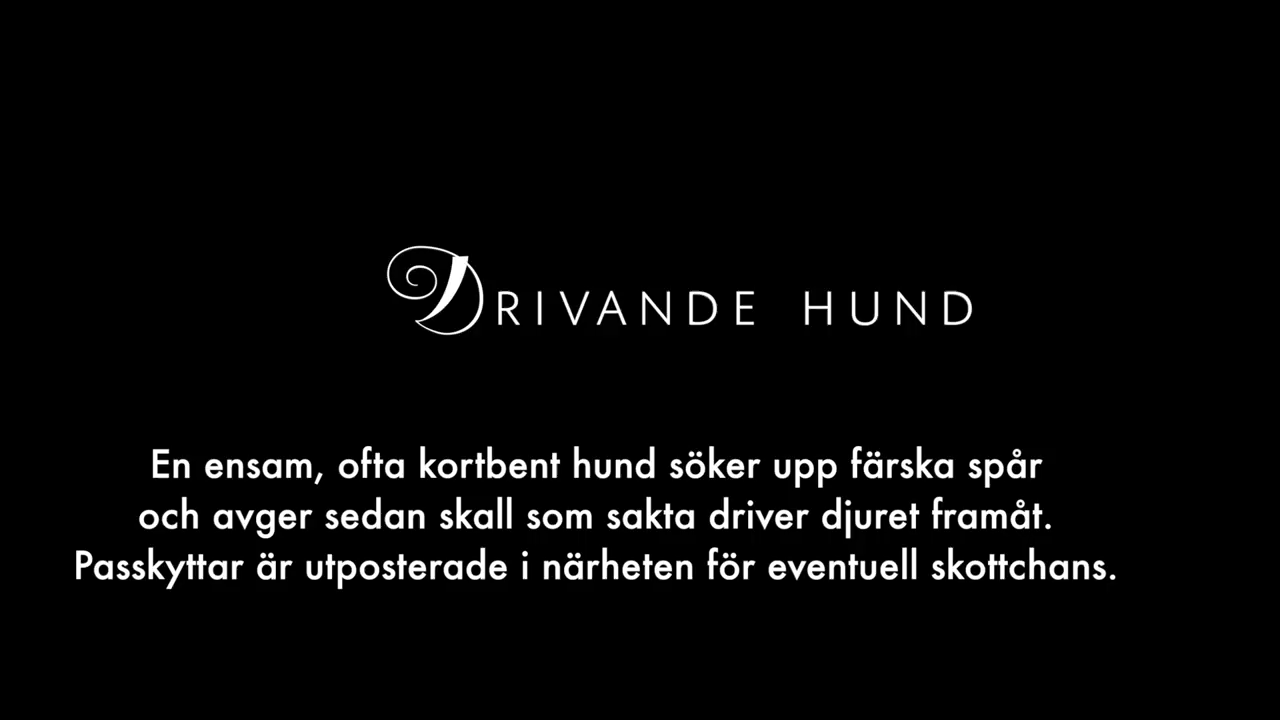 DRIVANDE HUND
En ensam, ofta kortbent hund söker upp färska spår
och avger sedan skall som sakta driver djuret framåt.
Passkyttar är utposterade i närheten för eventuell skottchans.